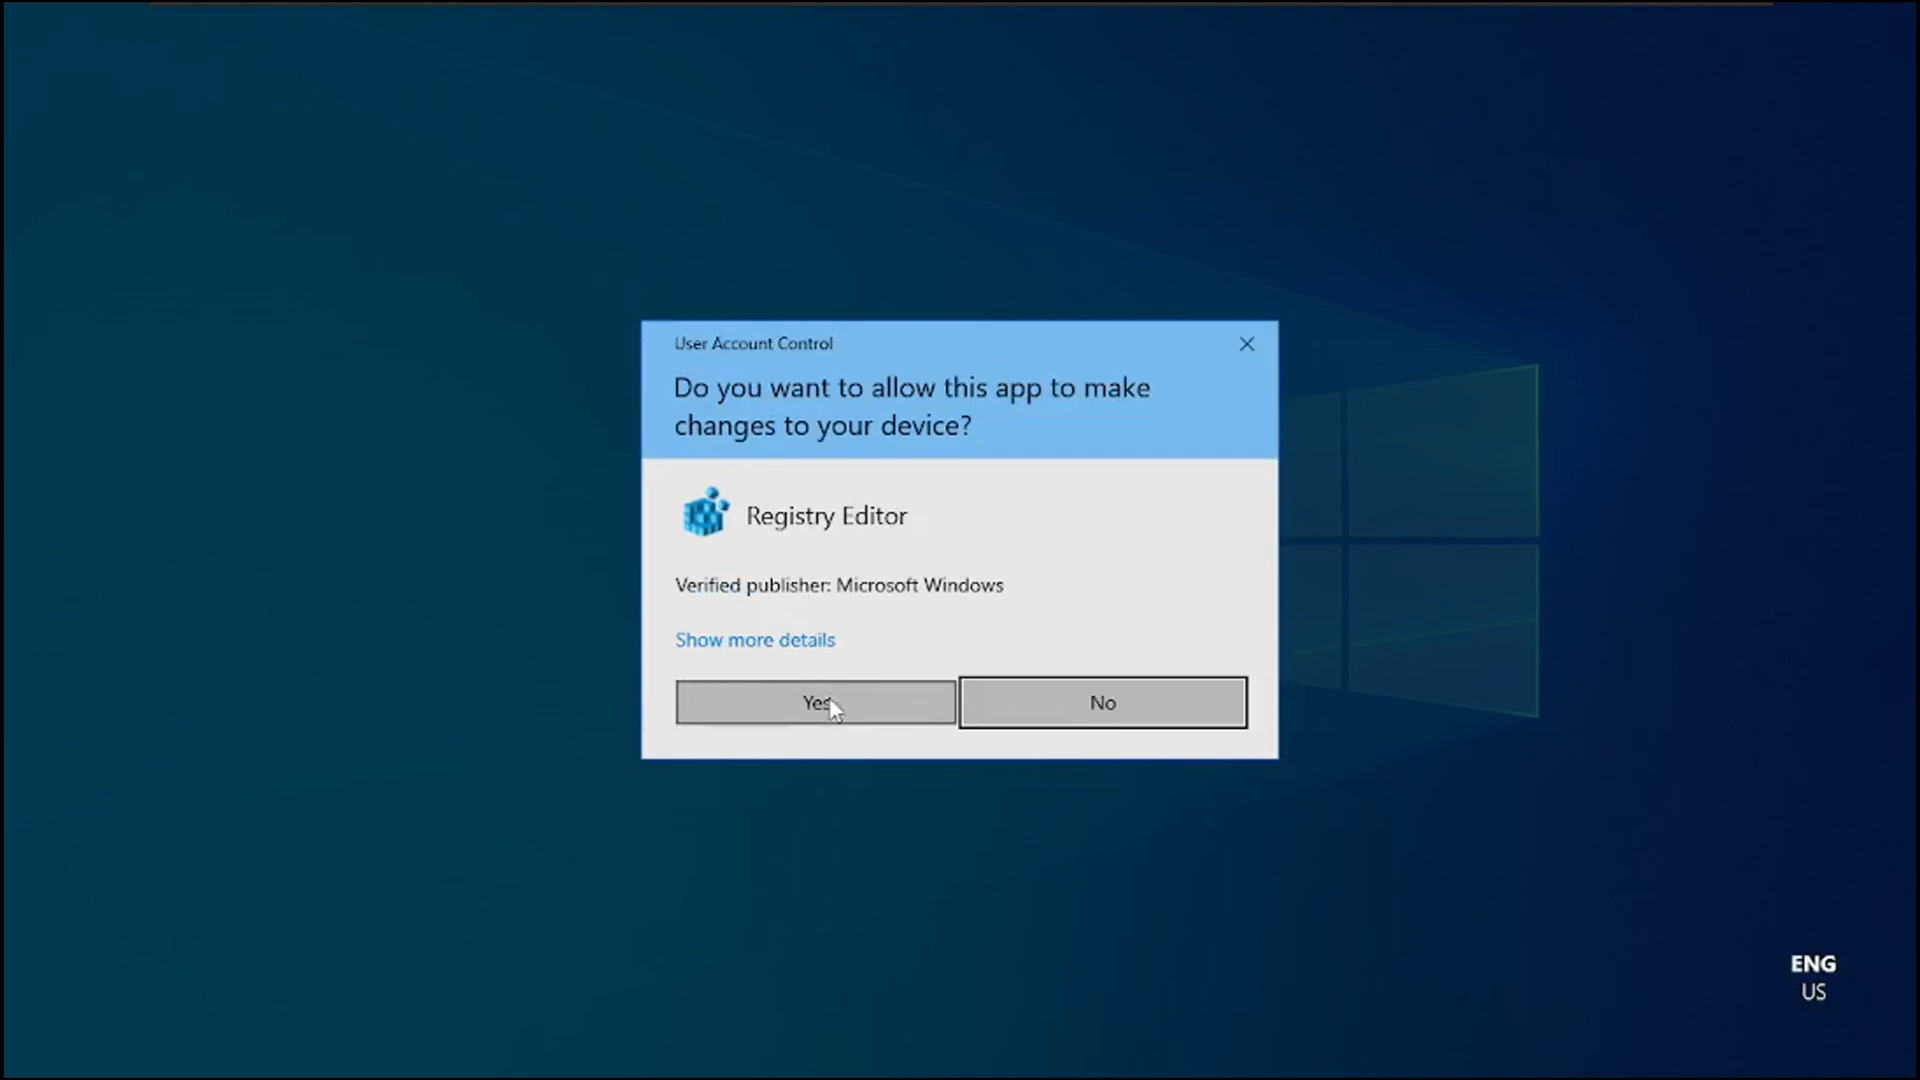 User Account Control
Do you want to allow this app to make
changes to your device?
Registry Editor
Verified publisher: Microsoft Windows
Show more details
Yes
No
ENG
US